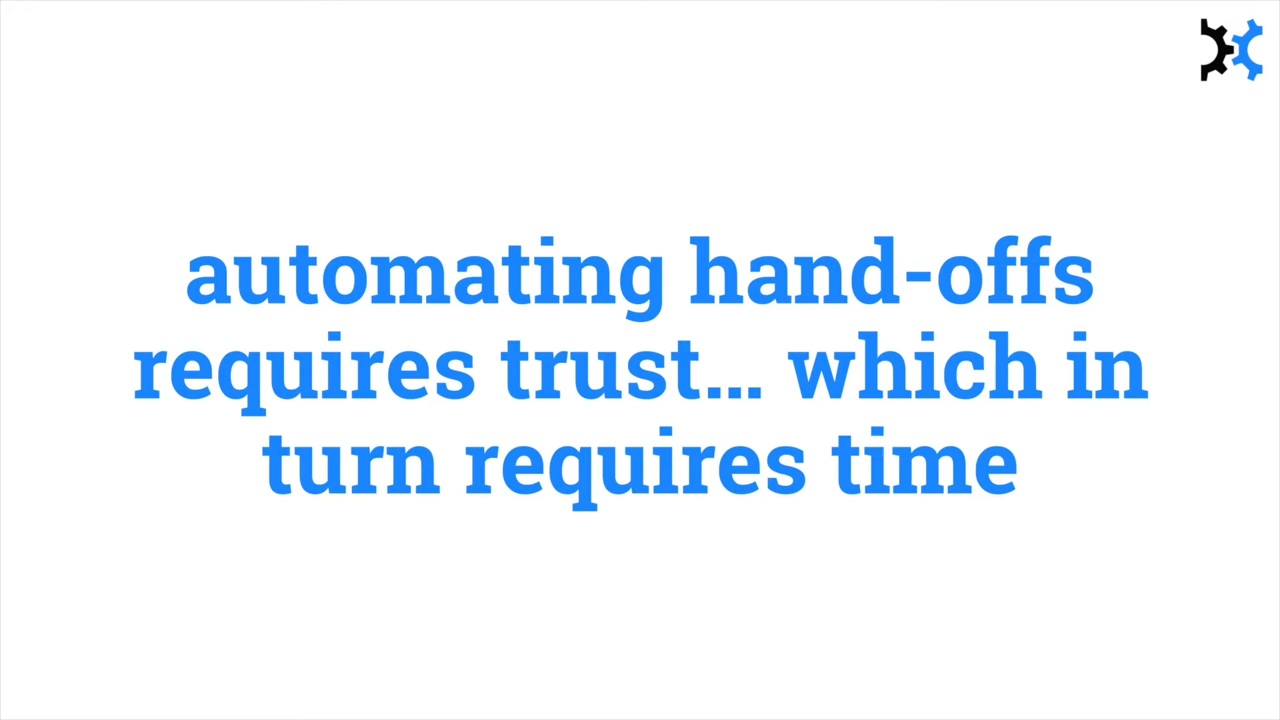 automating hand-offs
requires trust... which in
turn requires time